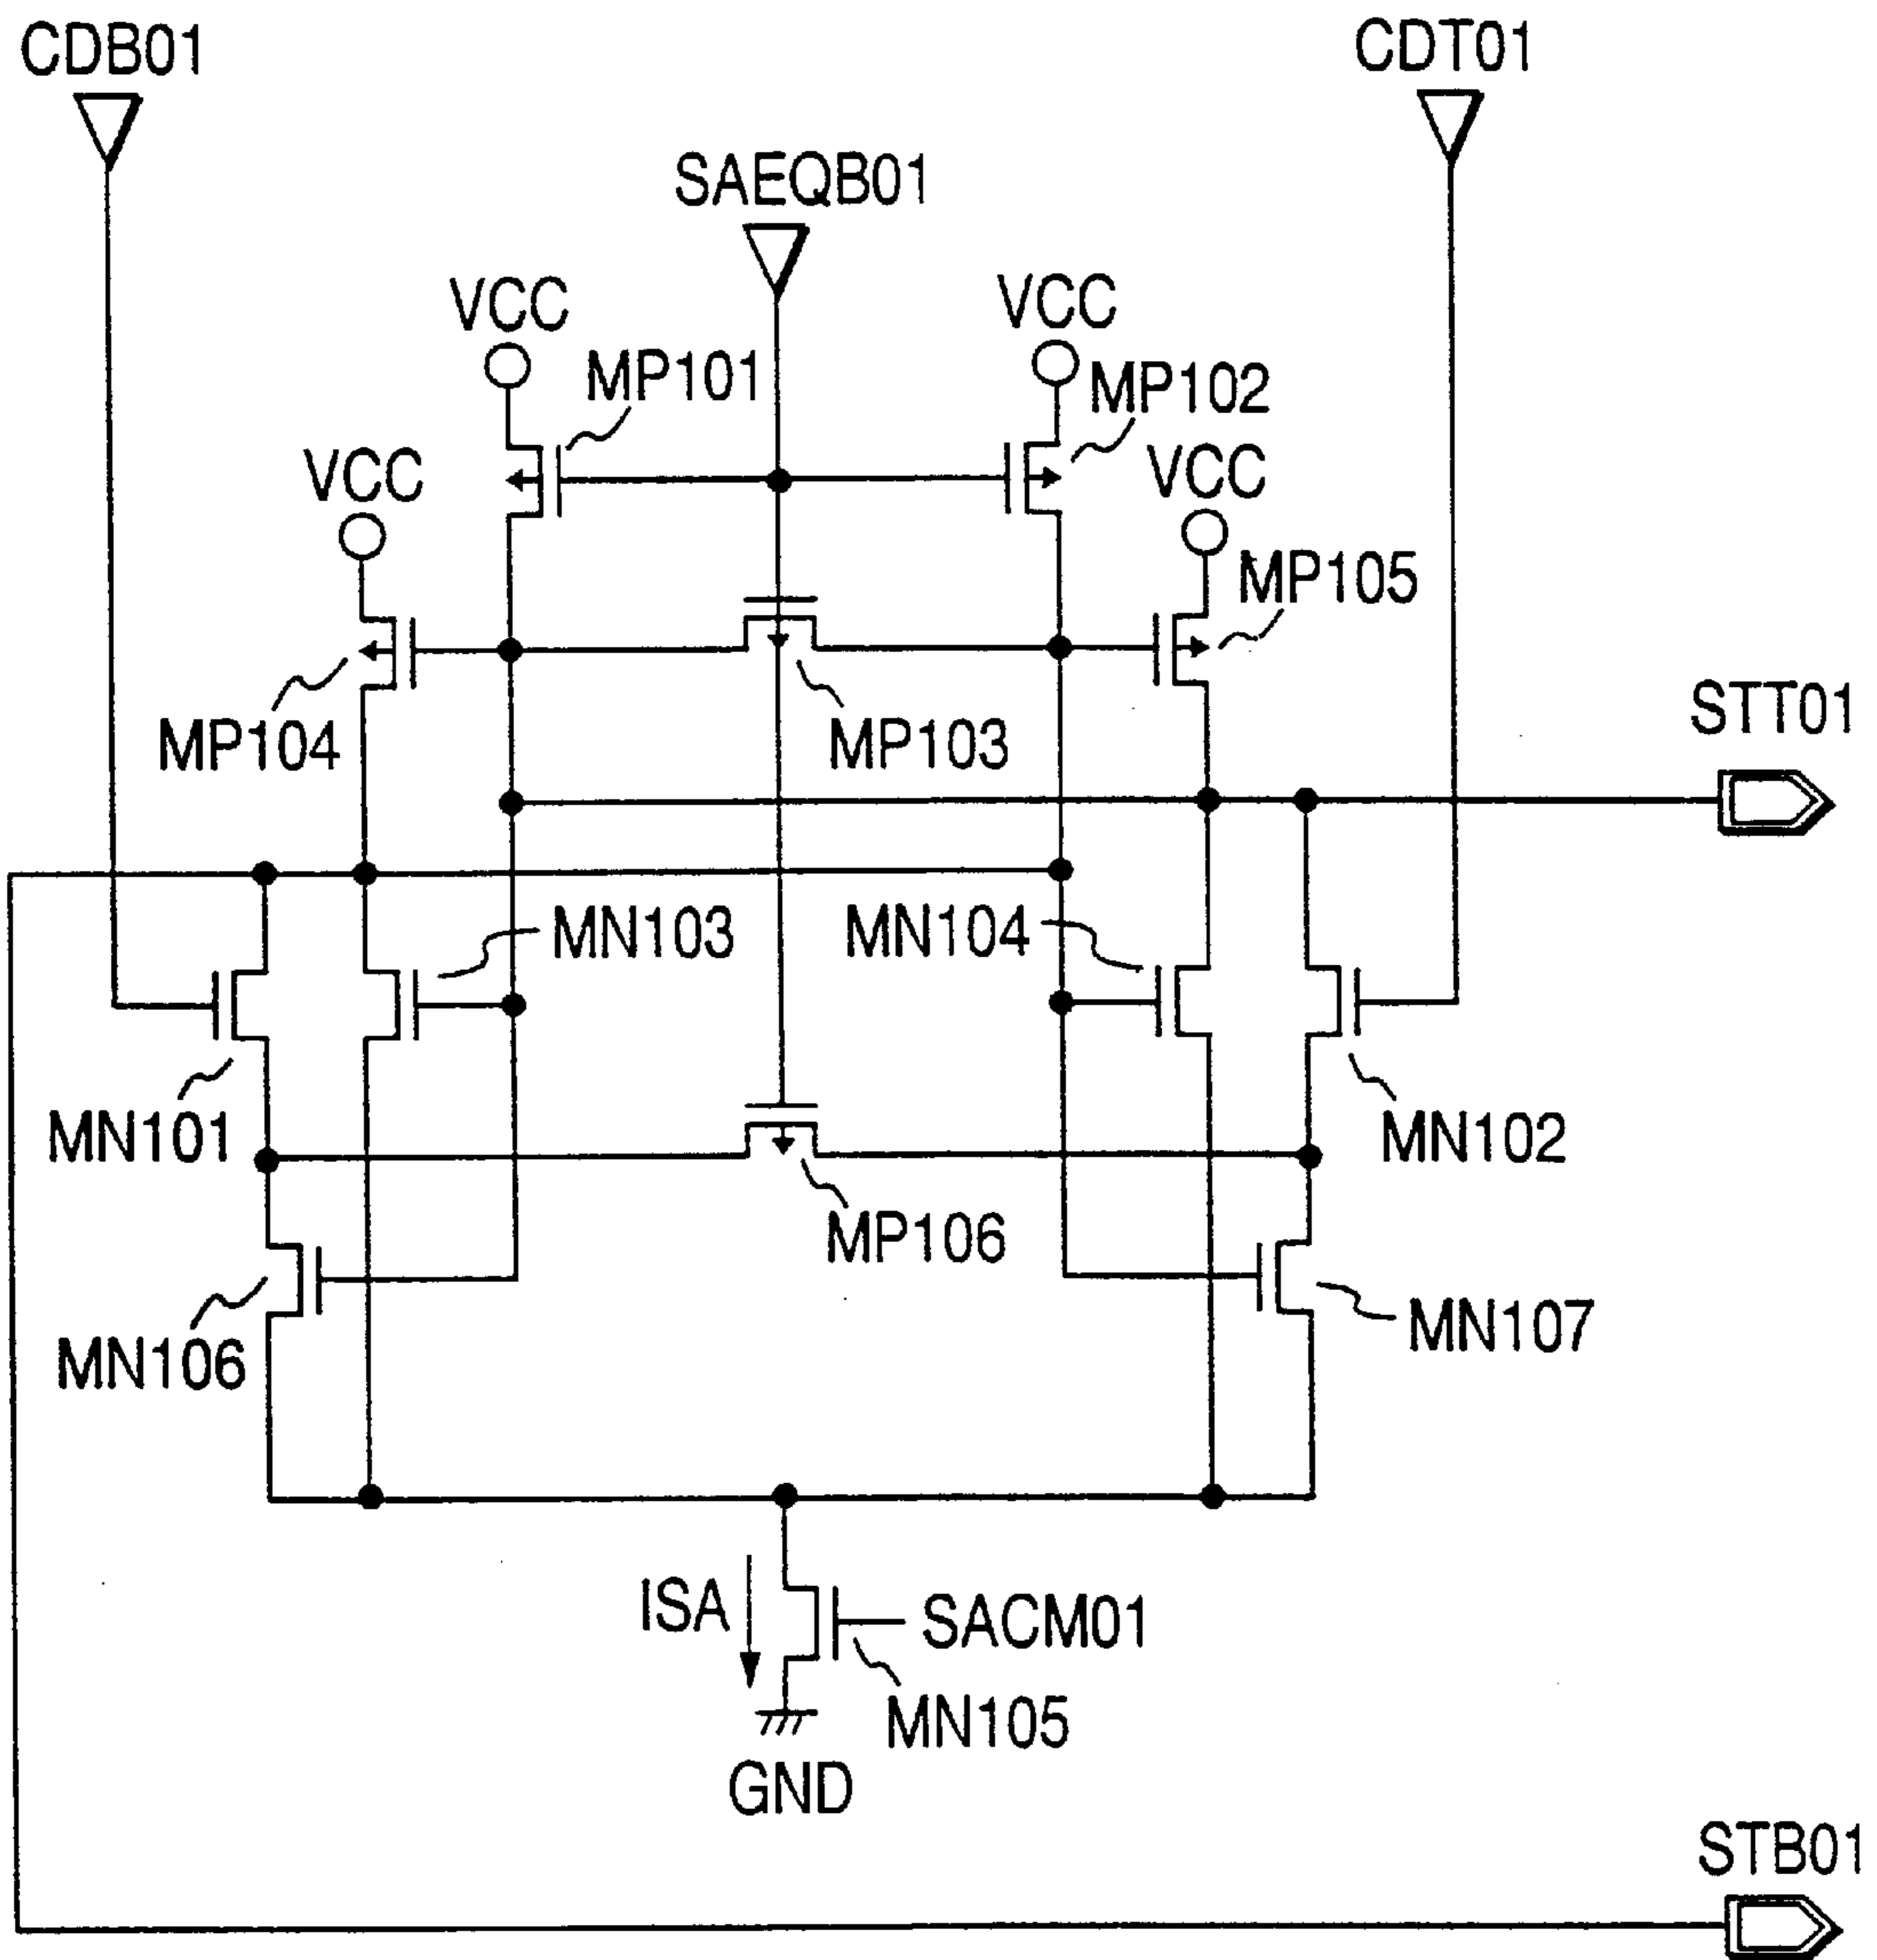 CDB01
CDT01
SAEQB01
VCC
VCC
MP101
MP102
VCC
VCC
MP105
MP104
MP103
STT01
MN103
MN104
MN101
MN102
MP106
MN106
MN107
ISA
SACM01
MN105
GND
STB01